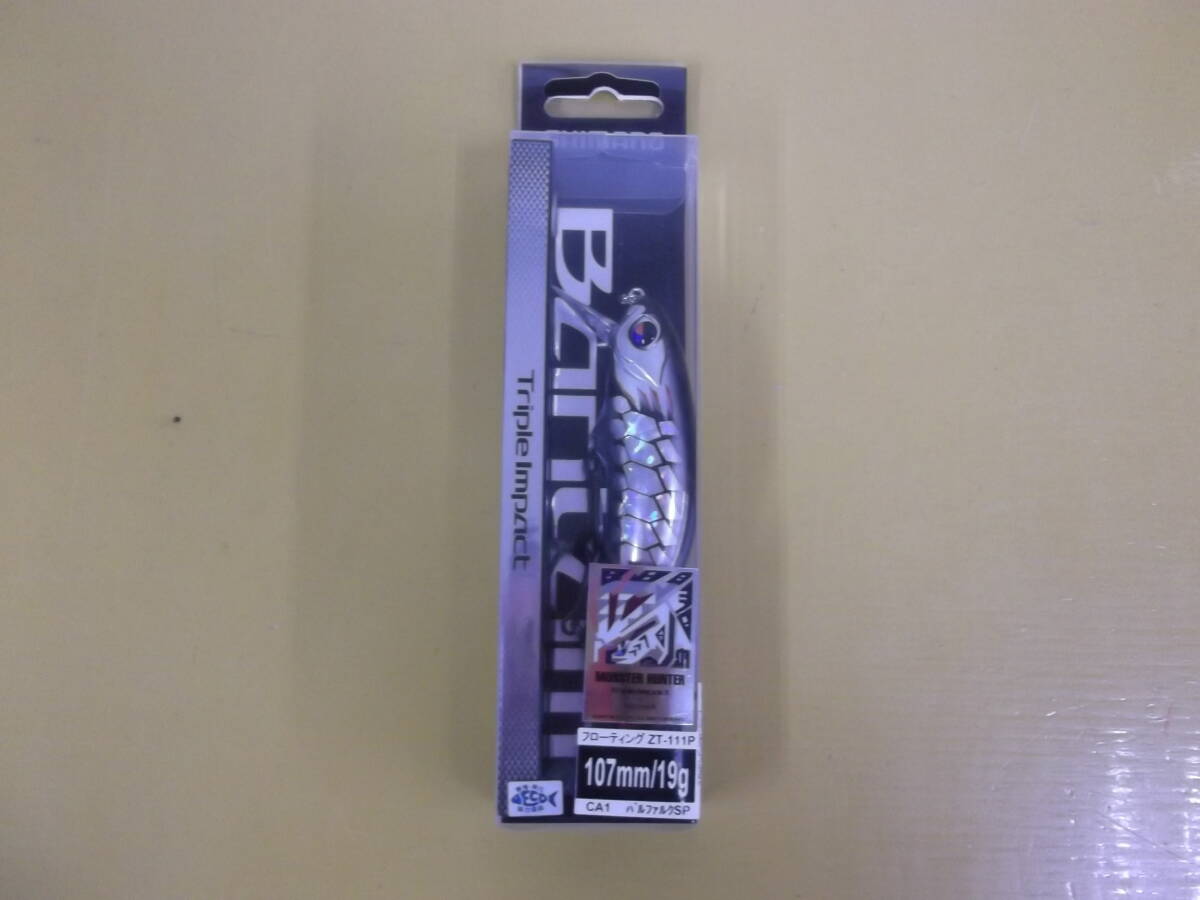 SHIMANO
Bantam
Triple Impact
MONSTER HUNTER
フローティング ZT-111P
107mm/19g
CA1 バルファルクSP
ECO